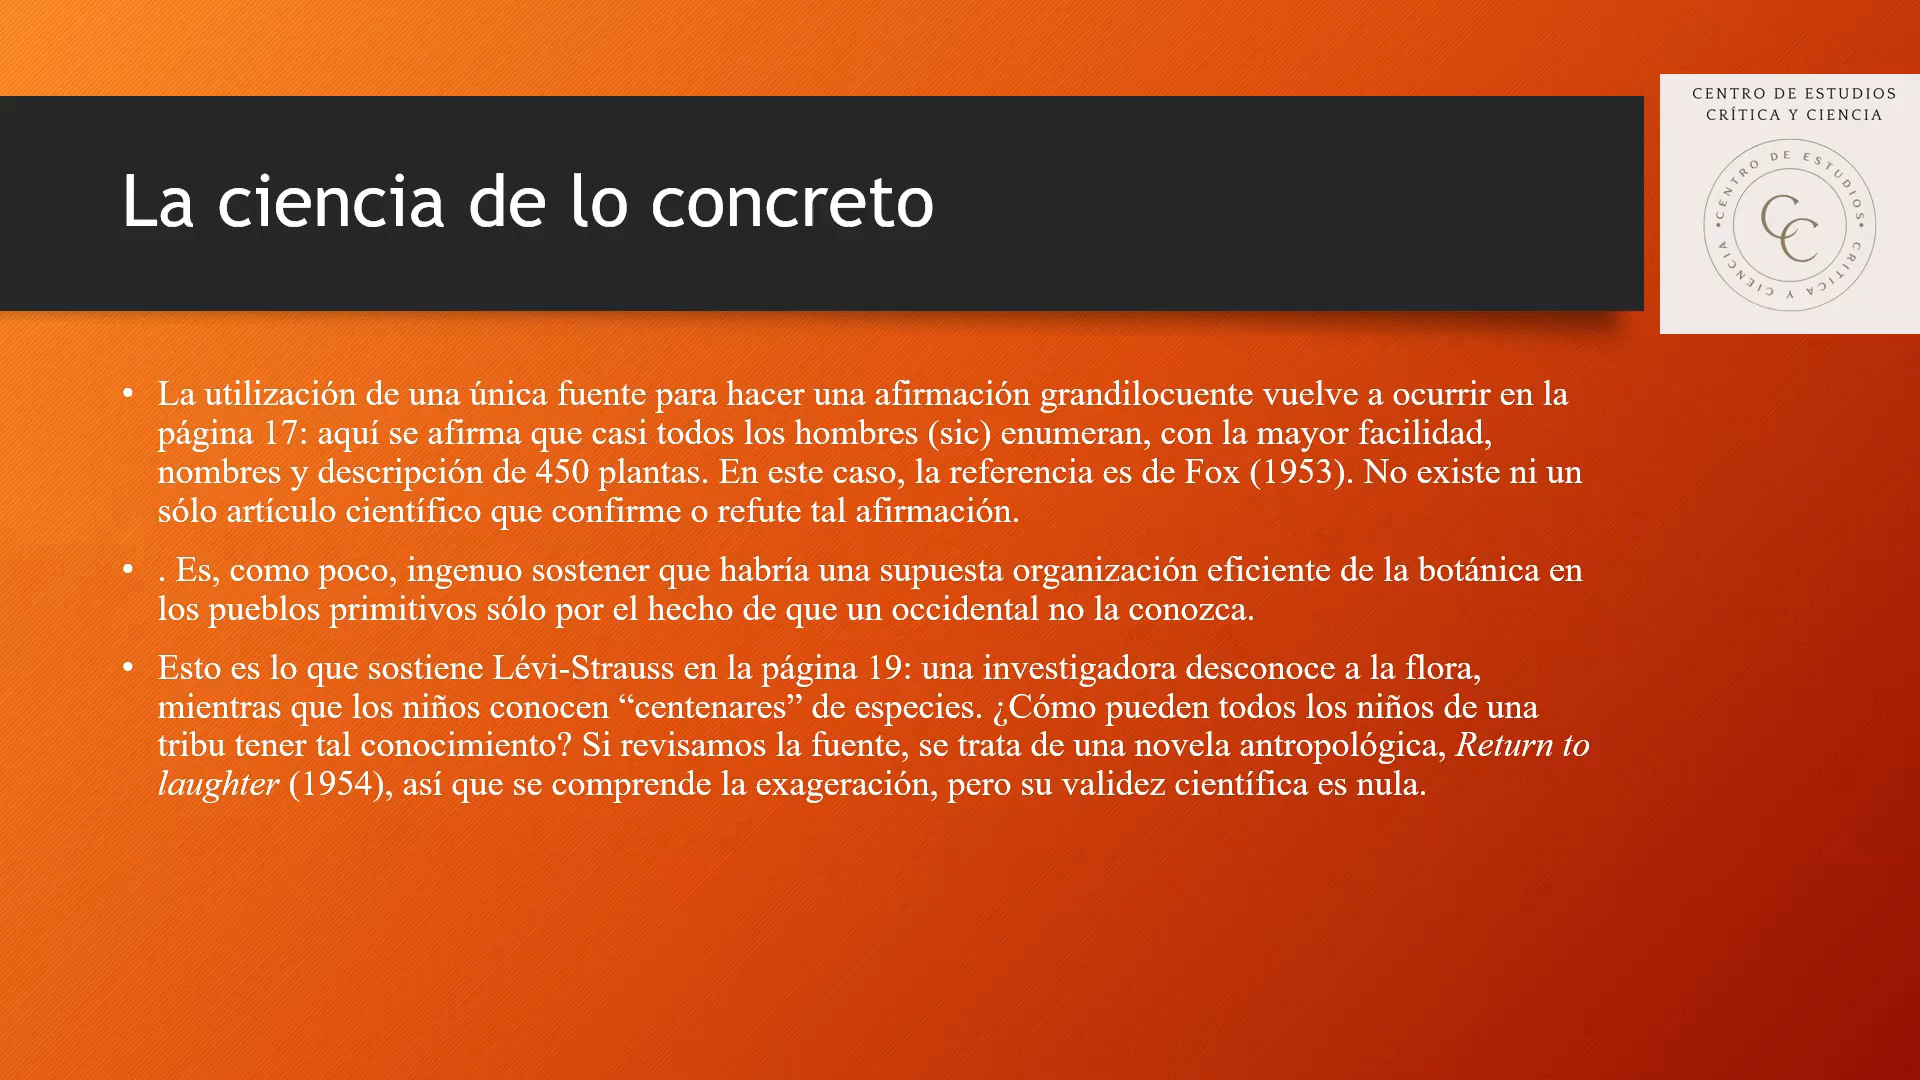 CENTRO DE ESTUDIOS
CRÍTICA Y CIENCIA
•CENTRO DE ESTUDIOS•
CRITICA Y CIENCIA
CC
La ciencia de lo concreto
• La utilización de una única fuente para hacer una afirmación grandilocuente vuelve a ocurrir en la
página 17: aquí se afirma que casi todos los hombres (sic) enumeran, con la mayor facilidad,
nombres y descripción de 450 plantas. En este caso, la referencia es de Fox (1953). No existe ni un
sólo artículo científico que confirme o refute tal afirmación.
• . Es, como poco, ingenuo sostener que habría una supuesta organización eficiente de la botánica en
los pueblos primitivos sólo por el hecho de que un occidental no la conozca.
• Esto es lo que sostiene Lévi-Strauss en la página 19: una investigadora desconoce a la flora,
mientras que los niños conocen “centenares” de especies. ¿Cómo pueden todos los niños de una
tribu tener tal conocimiento? Si revisamos la fuente, se trata de una novela antropológica, Return to
laughter (1954), así que se comprende la exageración, pero su validez científica es nula.